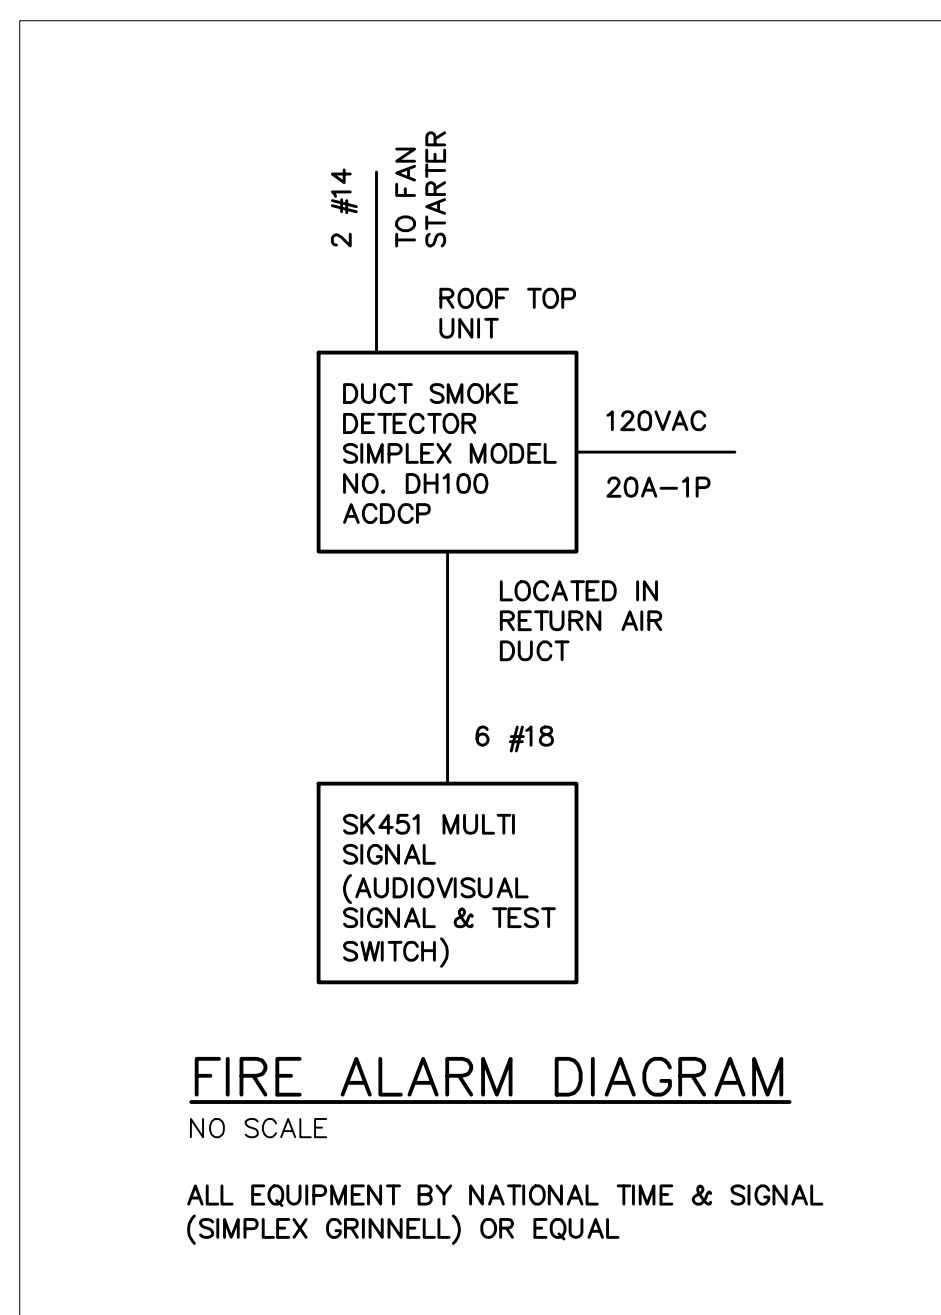 2 #14
TO FAN
STARTER
ROOF TOP
UNIT
DUCT SMOKE
DETECTOR
SIMPLEX MODEL
NO. DH100
ACDCP
120VAC
20A-1P
LOCATED IN
RETURN AIR
DUCT
6 #18
SK451 MULTI
SIGNAL
(AUDIOVISUAL
SIGNAL & TEST
SWITCH)
FIRE ALARM DIAGRAM
NO SCALE
ALL EQUIPMENT BY NATIONAL TIME & SIGNAL
(SIMPLEX GRINNELL) OR EQUAL